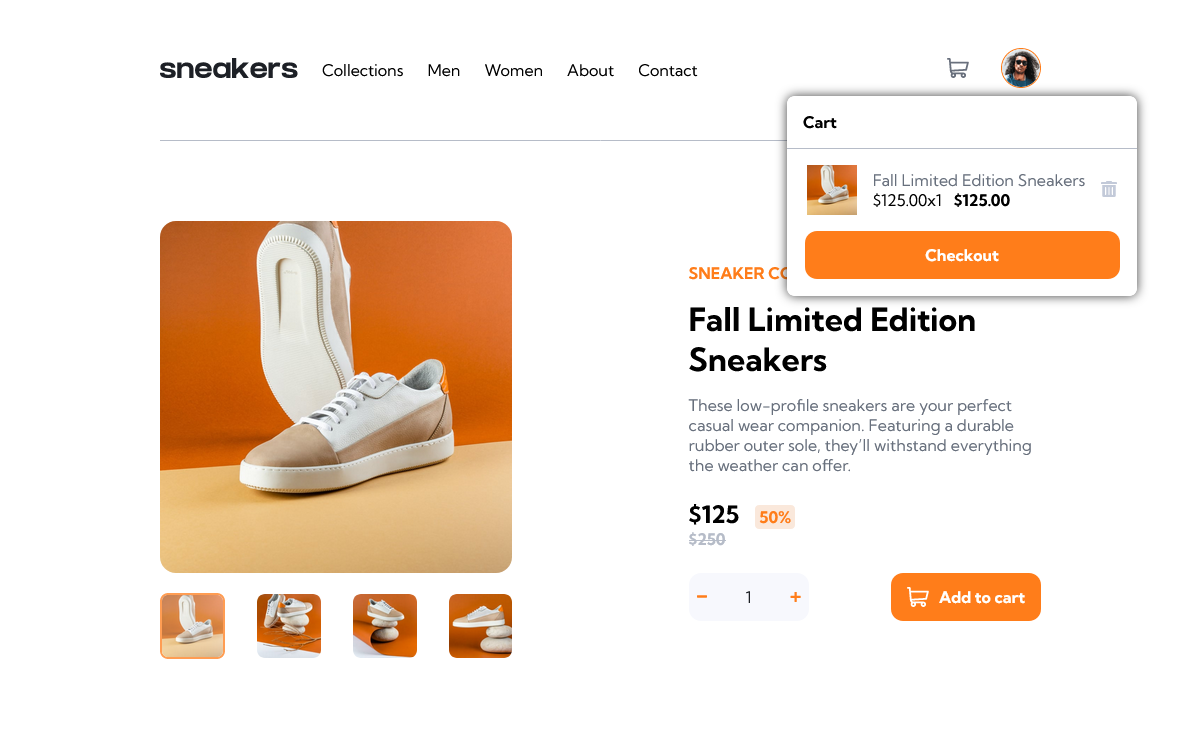 sneakers
Collections
Men
Women
About
Contact
Cart
Fall Limited Edition Sneakers
$125.00x1 $125.00
Checkout
SNEAKER
Fall Limited Edition
Sneakers
These low-profile sneakers are your perfect
casual wear companion. Featuring a durable
rubber outer sole, they’ll withstand everything
the weather can offer.
$125 50%
$250
− 1 +
Add to cart